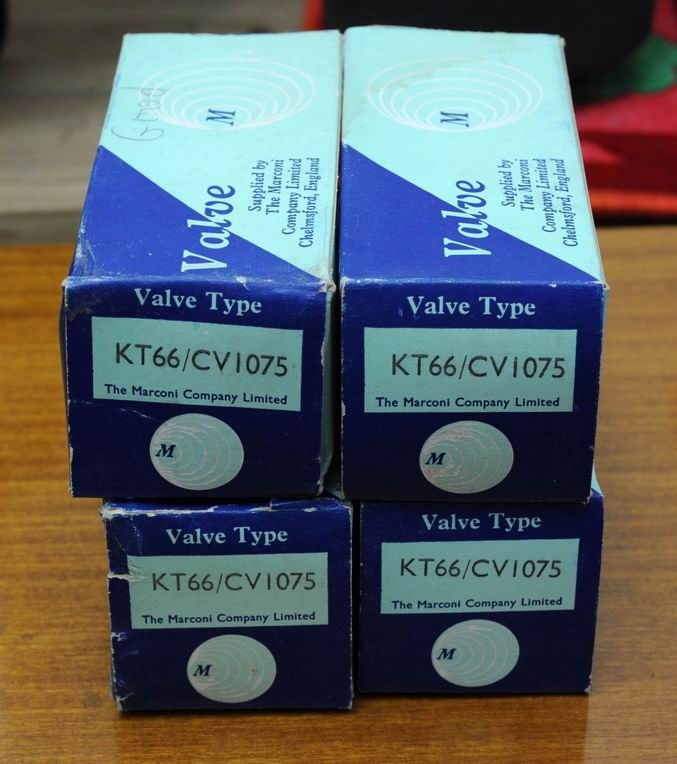 Good
M
Valve
Supplied by
The Marconi
Company Limited
Chelmsford, England
M
Valve
Supplied by
The Marconi
Company Limited
Chelmsford, England
Valve Type
KT66/CV1075
The Marconi Company Limited
M
Valve Type
KT66/CV1075
The Marconi Company Limited
M
Valve Type
KT66/CV1075
The Marconi Company Limited
M
Valve Type
KT66/CV1075
The Marconi Company Limited
M